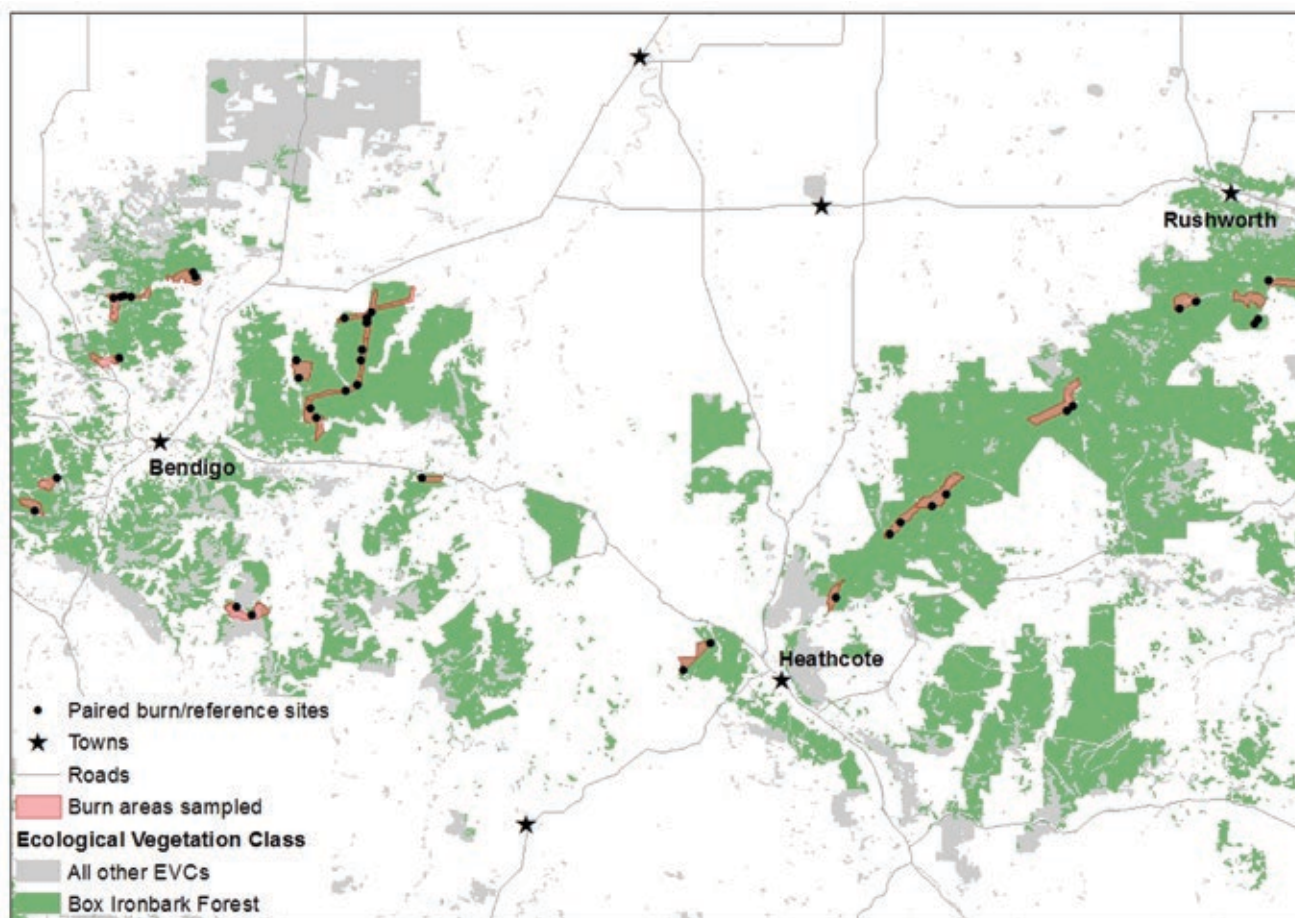 Rushworth
Bendigo
Heathcote
Paired burn/reference sites
Towns
Roads
Burn areas sampled
Ecological Vegetation Class
All other EVCs
Box Ironbark Forest